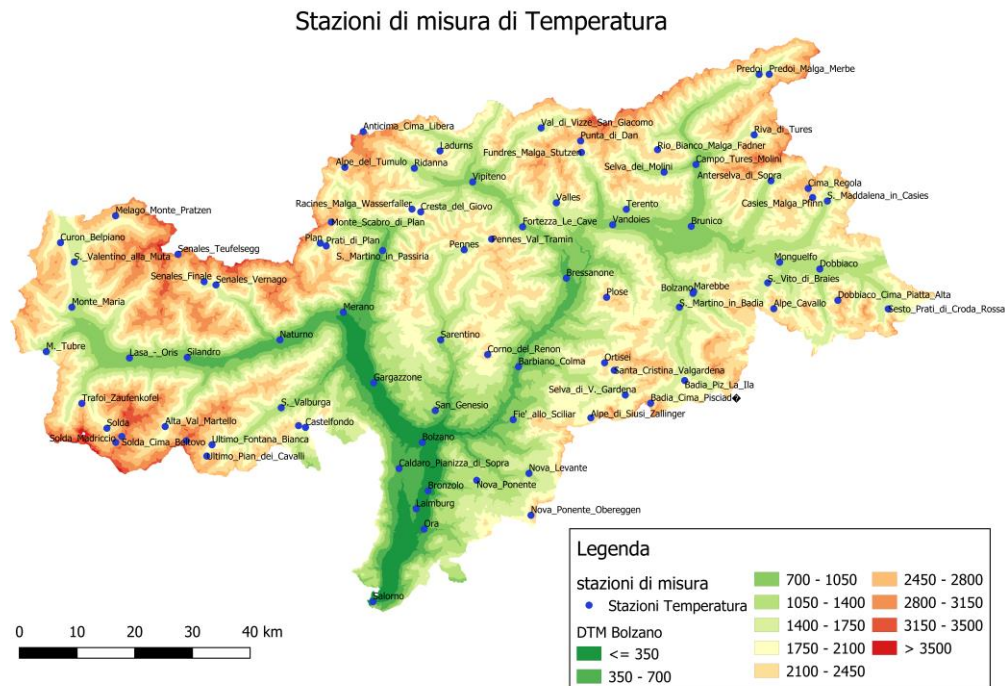 Stazioni di misura di Temperatura
Predoi
Predoi_Malga_Merbe
Anticima_Cima_Libera
Val_di_Vizze_San_Giacomo
Punta_di_Dan
Riva_di_Tures
Ladurns
Fundres_Malga_Stutzen
Rio_Bianco_Malga_Fadner
Alpe_del_Tumulo
Ridanna
Selva_dei_Molini
Campo_Tures_Molini
Anterselva_di_Sopra
Vipiteno
Cima_Regola
Casies_Malga_Pfinn
S._Maddalena_in_Casies
Racines_Malga_Wasserfaller
Cresta_del_Giovo
Valles
Terento
Melago_Monte_Pratzen
Monte_Scabro_di_Plan
Fortezza_Le_Cave
Vandoies
Brunico
Curon_Belpiano
Senales_Teufelsegg
Plan
Prati_di_Plan
Pennes
Pennes_Val_Tramin
S._Valentino_alla_Muta
S._Martino_in_Passiria
Monguelfo
Dobbiaco
Senales_Finale
Senales_Vernago
Bressanone
S._Vito_di_Braies
Bolzano
Marebbe
Monte_Maria
Merano
Plose
S._Martino_in_Badia
Alpe_Cavallo
Dobbiaco_Cima_Piatta_Alta
Sesto_Prati_di_Croda_Rossa
M._Tubre
Lasa_-_Oris
Silandro
Naturno
Sarentino
Corno_del_Renon
Barbiano_Colma
Ortisei
Santa_Cristina_Valgardena
Gargazzone
Selva_di_V._Gardena
Badia_Piz_La_Ila
Badia_Cima_Pisciad�
Trafoi_Zaufenkofel
S._Valburga
San_Genesio
Fie'_allo_Sciliar
Alpe_di_Siusi_Zallinger
Solda
Alta_Val_Martello
Castelfondo
Solda_Madriccio
Solda_Cima_Beltovo
Ultimo_Fontana_Bianca
Bolzano
Ultimo_Pian_dei_Cavalli
Caldaro_Pianizza_di_Sopra
Nova_Levante
Bronzolo
Nova_Ponente
Laimburg
Ora
Nova_Ponente_Obereggen
Salorno
0 10 20 30 40 km
Legenda
stazioni di misura
Stazioni Temperatura
DTM Bolzano
<= 350
350 - 700
700 - 1050
1050 - 1400
1400 - 1750
1750 - 2100
2100 - 2450
2450 - 2800
2800 - 3150
3150 - 3500
> 3500